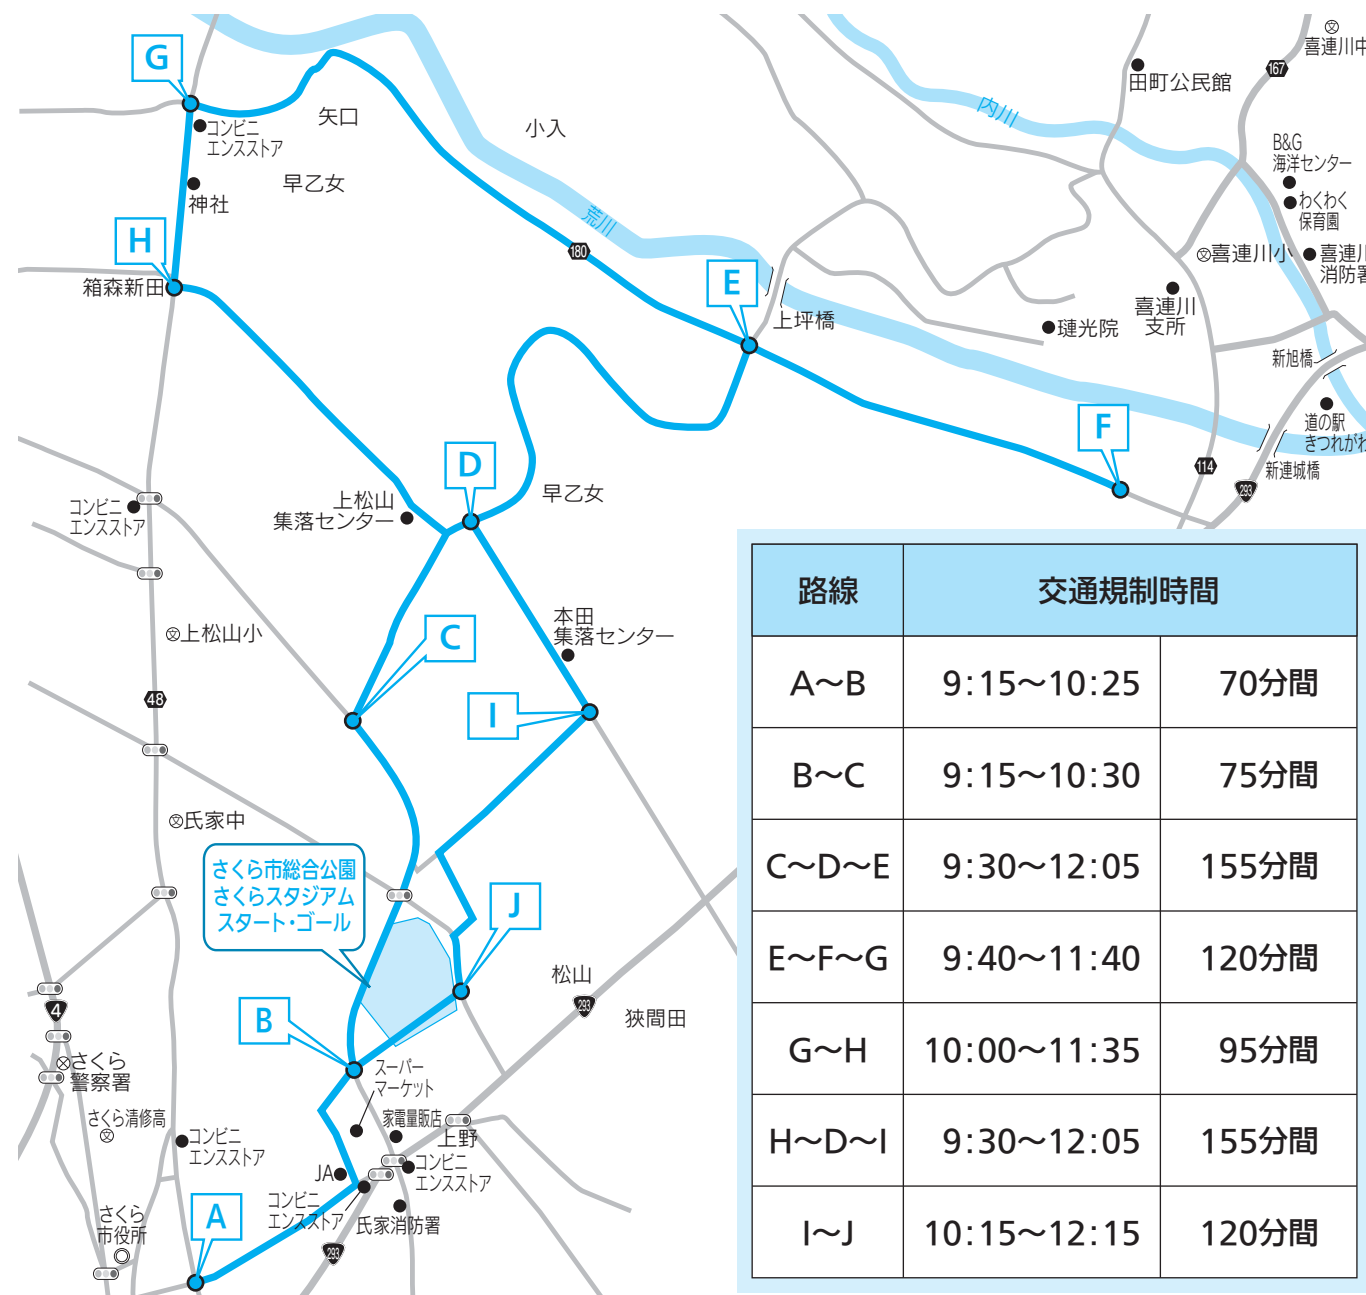 G
コンビニ
エンスストア
神社
矢口
早乙女
小入
H
箱森新田
荒川
180
E
上坪橋
内川
田町公民館
167
喜連川中
B&G
海洋センター
わくわく
保育園
喜連川小
喜連川
消防署
喜連川
支所
璉光院
新旭橋
道の駅
きつれがわ
新連城橋
114
293
F
D
早乙女
上松山
集落センター
コンビニ
エンスストア
上松山小
C
本田
集落センター
I
48
氏家中
さくら市総合公園
さくらスタジアム
スタート・ゴール
J
松山
293
狹間田
B
4
さくら
警察署
さくら清修高
コンビニ
エンスストア
スーパー
マーケット
家電量販店
上野
コンビニ
エンスストア
JA
コンビニ
エンスストア
氏家消防署
293
さくら
市役所
A
路線 交通規制時間
A〜B 9:15〜10:25 70分間
B〜C 9:15〜10:30 75分間
C〜D〜E 9:30〜12:05 155分間
E〜F〜G 9:40〜11:40 120分間
G〜H 10:00〜11:35 95分間
H〜D〜I 9:30〜12:05 155分間
I〜J 10:15〜12:15 120分間